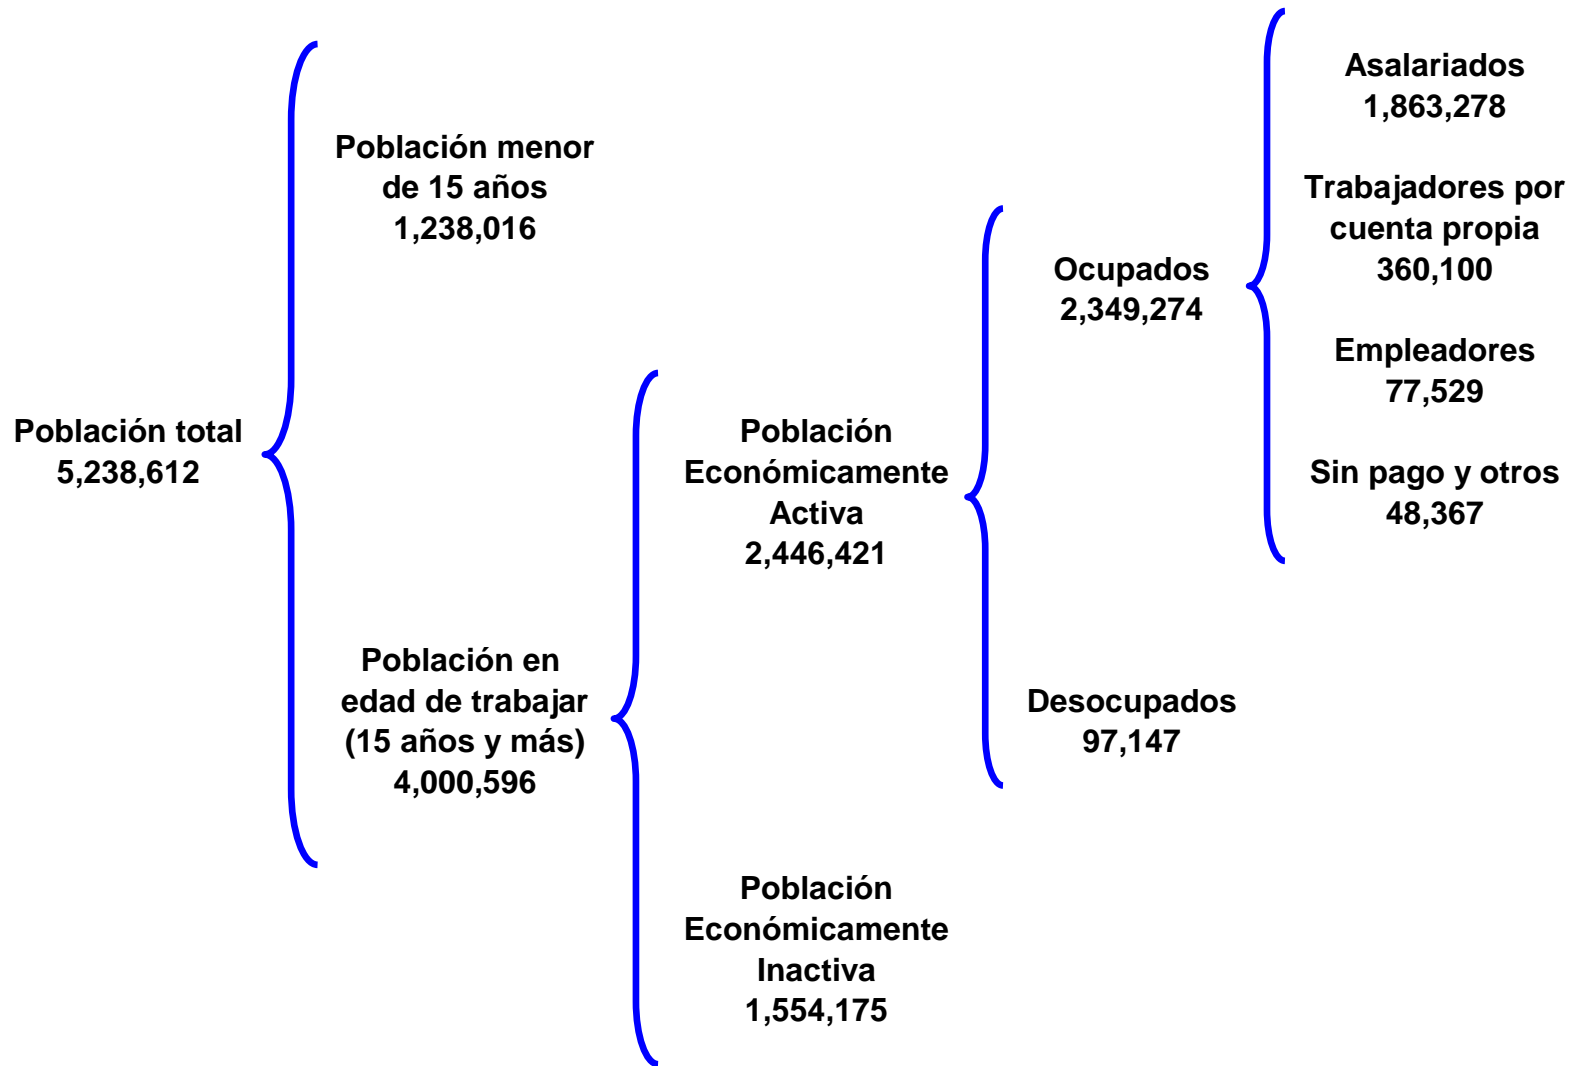 Población total
5,238,612
Población menor
de 15 años
1,238,016
Población en
edad de trabajar
(15 años y más)
4,000,596
Población
Económicamente
Activa
2,446,421
Población
Económicamente
Inactiva
1,554,175
Ocupados
2,349,274
Desocupados
97,147
Asalariados
1,863,278
Trabajadores por
cuenta propia
360,100
Empleadores
77,529
Sin pago y otros
48,367